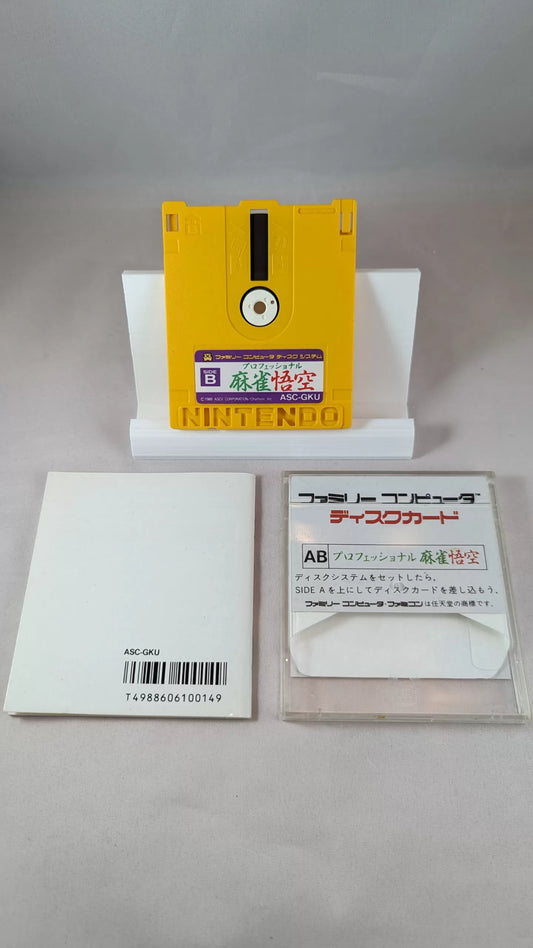 ファミリー コンピュータ ディスク システム
SIDE B
プロフェッショナル
麻雀悟空
ASC-GKU
NINTENDO
ASC-GKU
T4988606100149
ファミリー コンピュータ™
ディスクカード
AB プロフェッショナル 麻雀悟空
ディスクシステムをセットしたら,
SIDE Aを上にしてディスクカードを差し込もう.
ファミリー コンピュータ・ファミコンは任天堂の商標です.